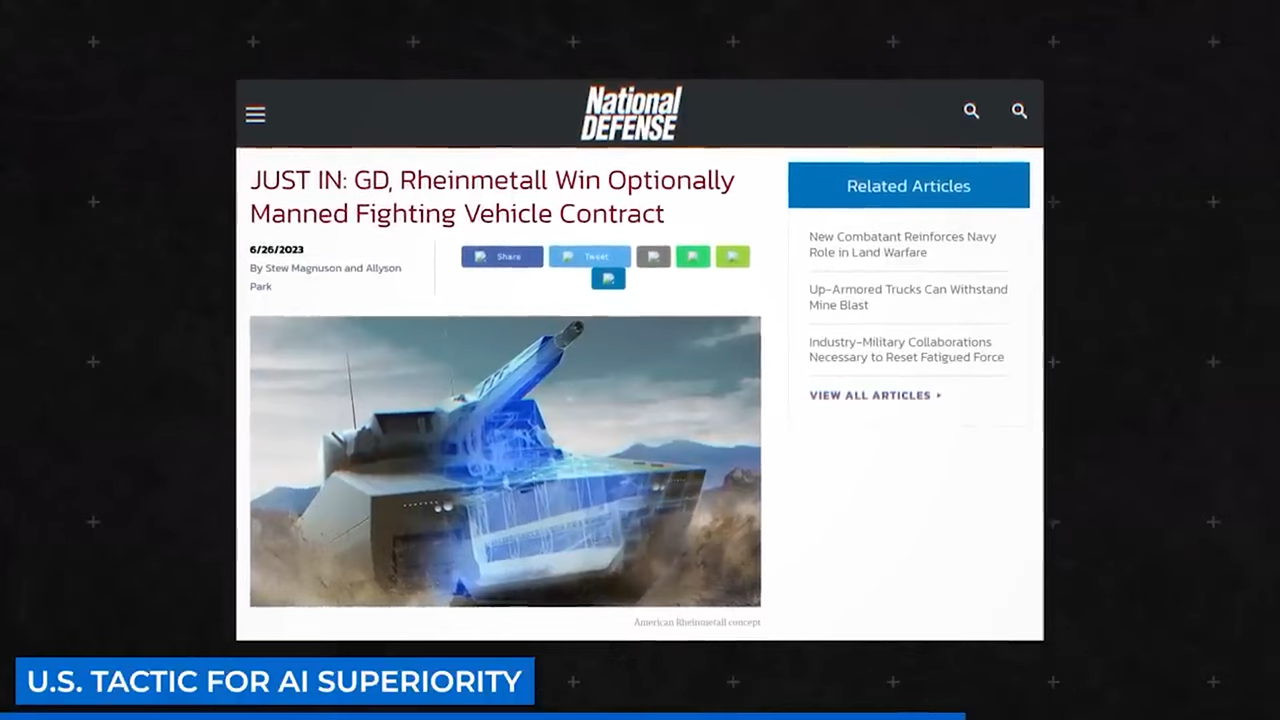 National
DEFENSE
JUST IN: GD, Rheinmetall Win Optionally
Manned Fighting Vehicle Contract
6/26/2023
By Stew Magnuson and Allyson
Park
Share
Tweet
American Rheinmetall concept
Related Articles
New Combatant Reinforces Navy
Role in Land Warfare
Up-Armored Trucks Can Withstand
Mine Blast
Industry-Military Collaborations
Necessary to Reset Fatigued Force
VIEW ALL ARTICLES
U.S. TACTIC FOR AI SUPERIORITY